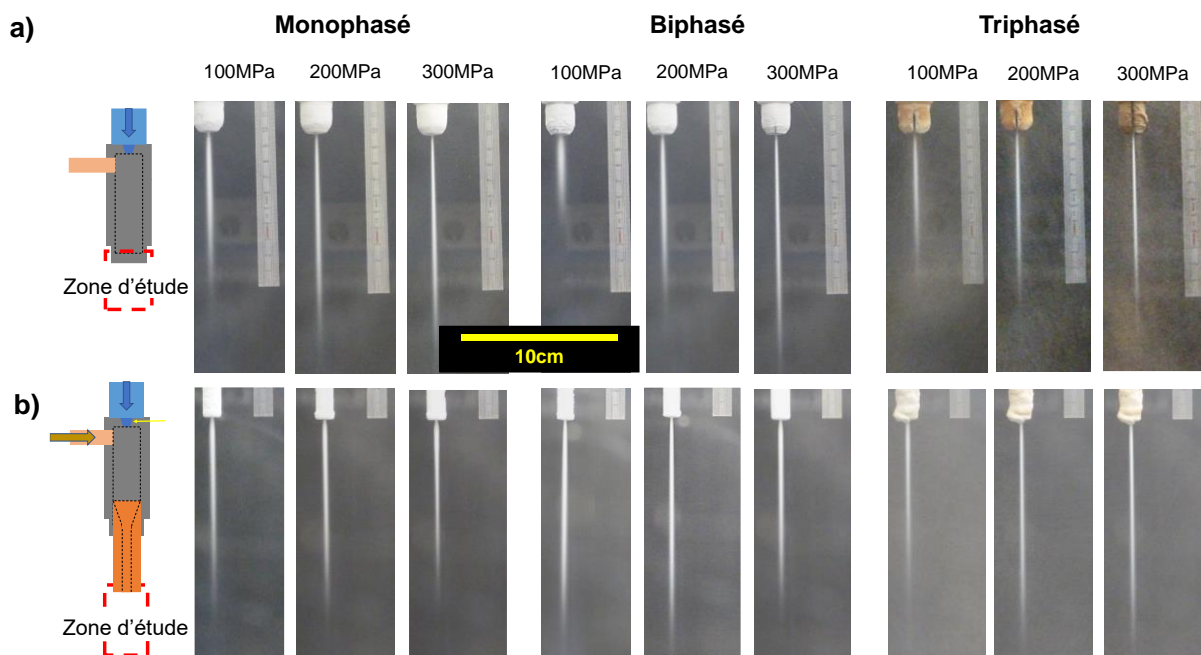 a)
Monophasé
Biphasé
Triphasé
100MPa
200MPa
300MPa
100MPa
200MPa
300MPa
100MPa
200MPa
300MPa
Zone d'étude
10cm
b)
Zone d'étude